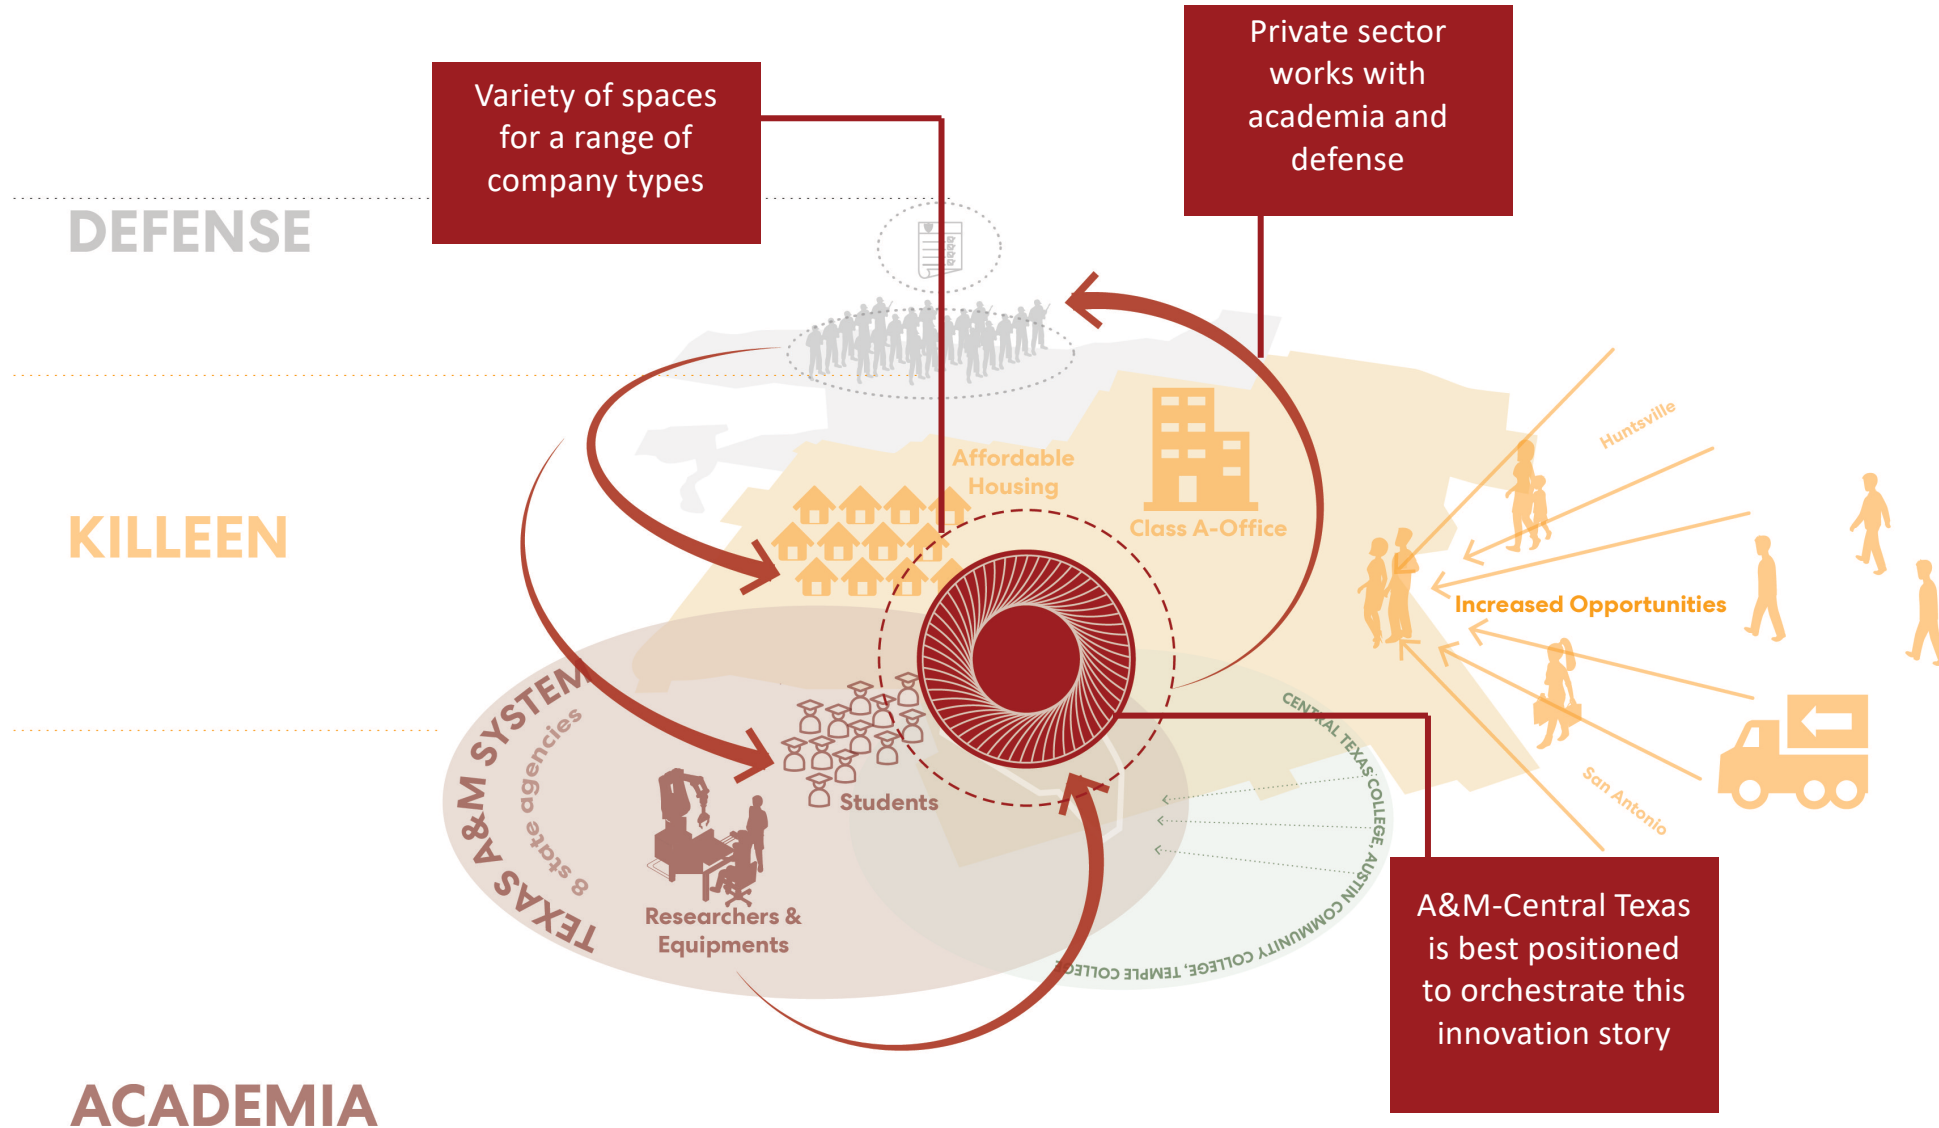 Private sector
works with
academia and
defense
Variety of spaces
for a range of
company types
DEFENSE
Huntsville
Affordable
Housing
Class A-Office
KILLEEN
Increased Opportunities
TEXAS A&M SYSTEM
8 state agencies
CENTRAL TEXAS COLLEGE, AUSTIN COMMUNITY COLLEGE, TEMPLE COLLEGE
San Antonio
Students
Researchers &
Equipments
A&M-Central Texas
is best positioned
to orchestrate this
innovation story
ACADEMIA